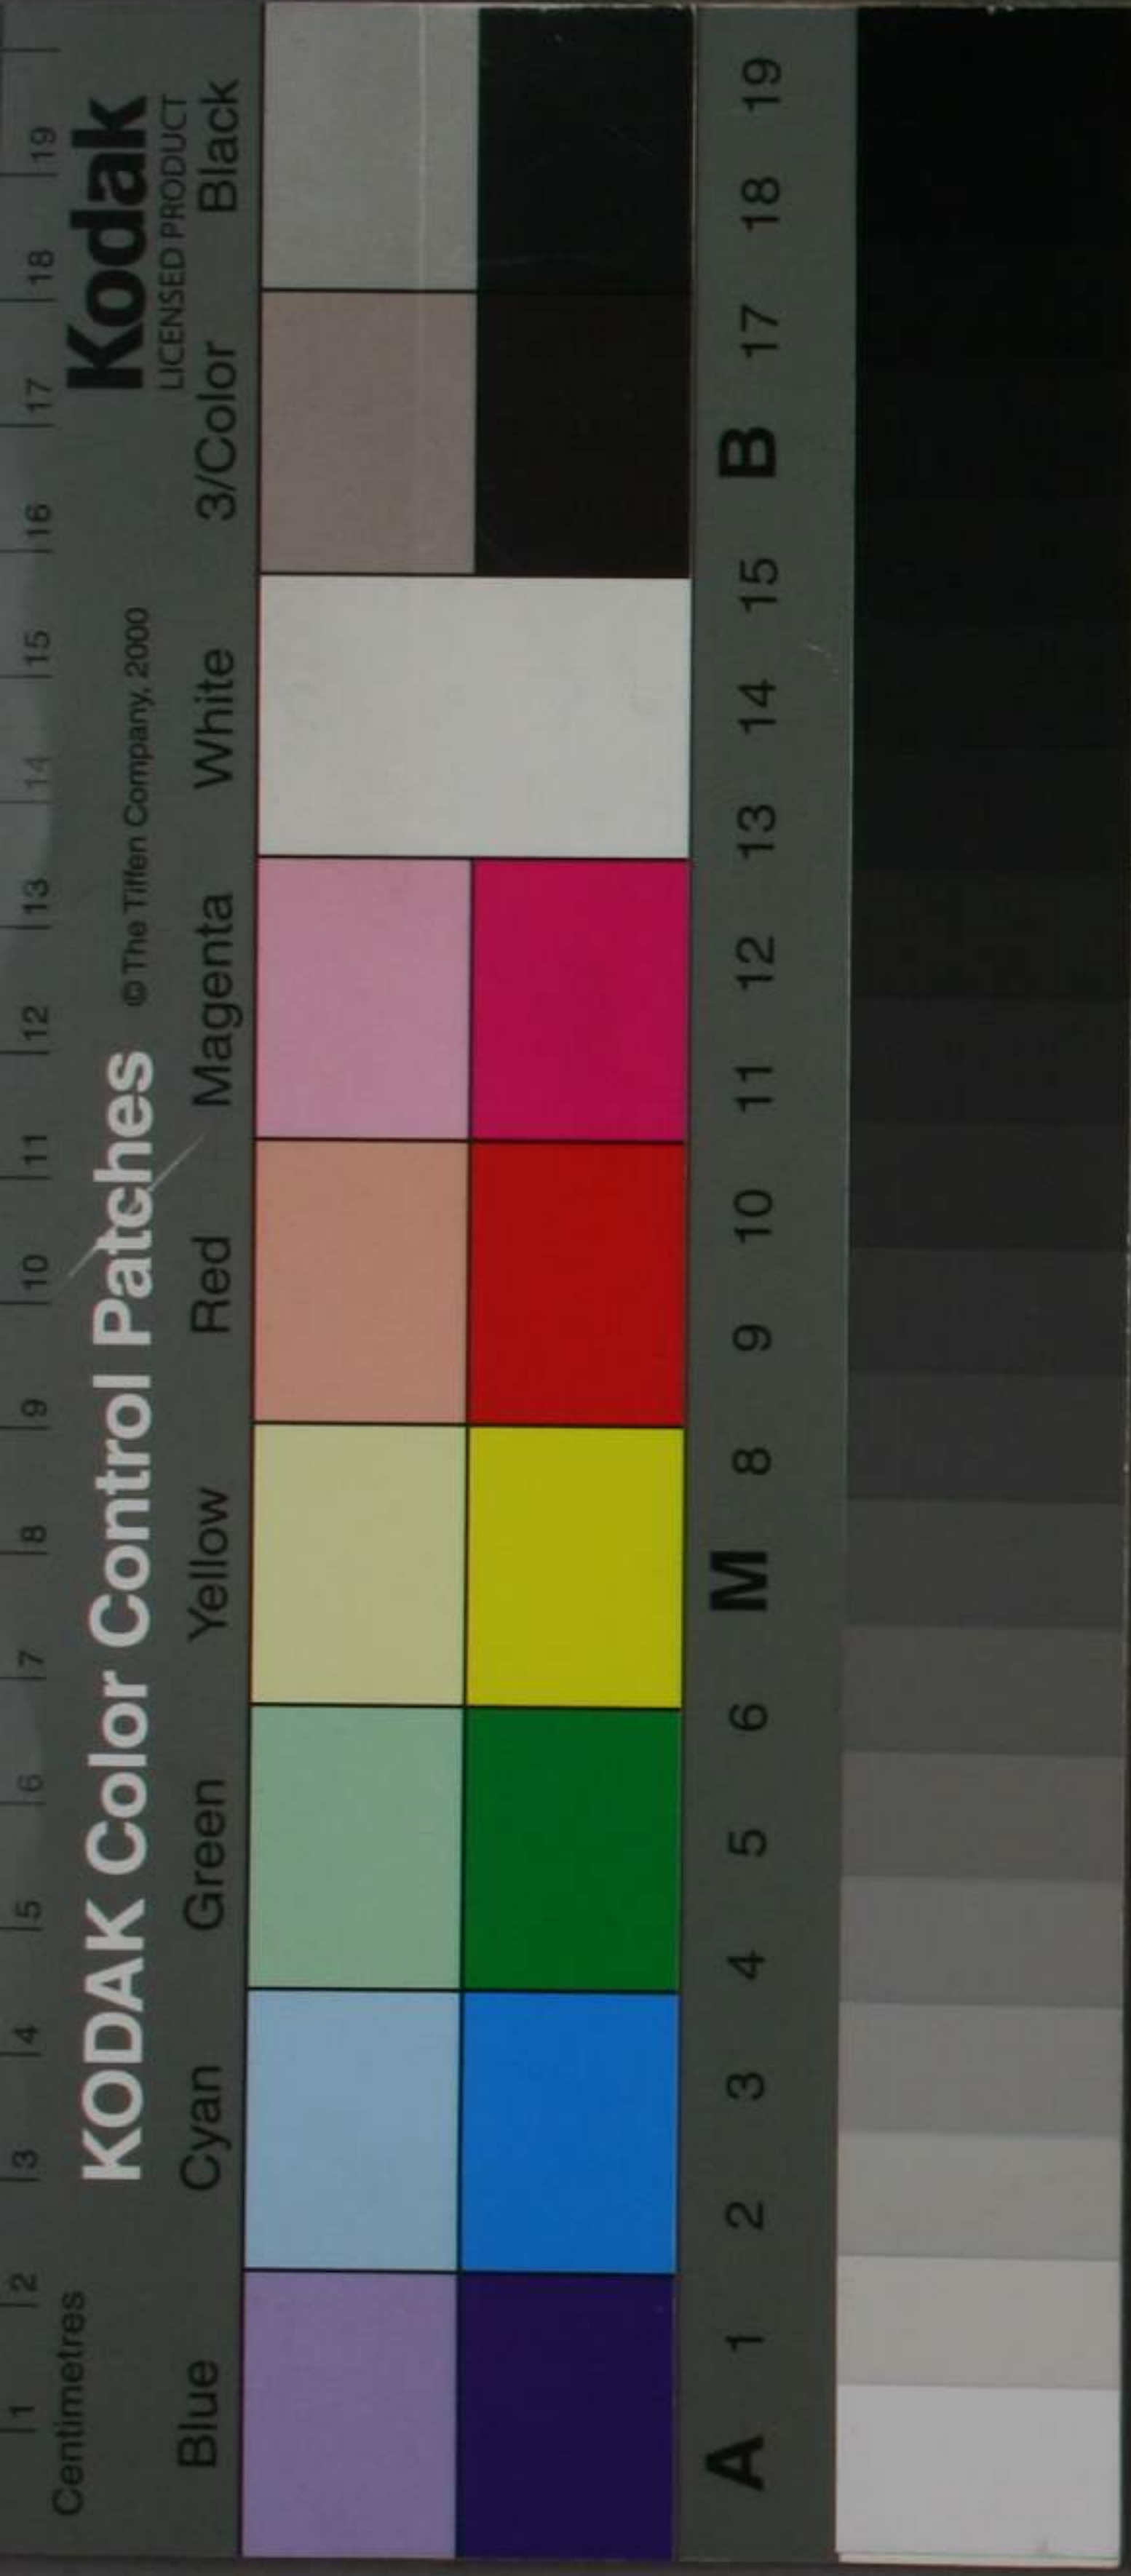 Centimetres
1 2 3 4 5 6 7 8 9 10 11 12 13 14 15 16 17 18 19
KODAK Color Control Patches © The Tiffen Company, 2000 Kodak
LICENSED PRODUCT
Blue Cyan Green Yellow Red Magenta White 3/Color Black
A 1 2 3 4 5 6 M 8 9 10 11 12 13 14 15 B 17 18 19